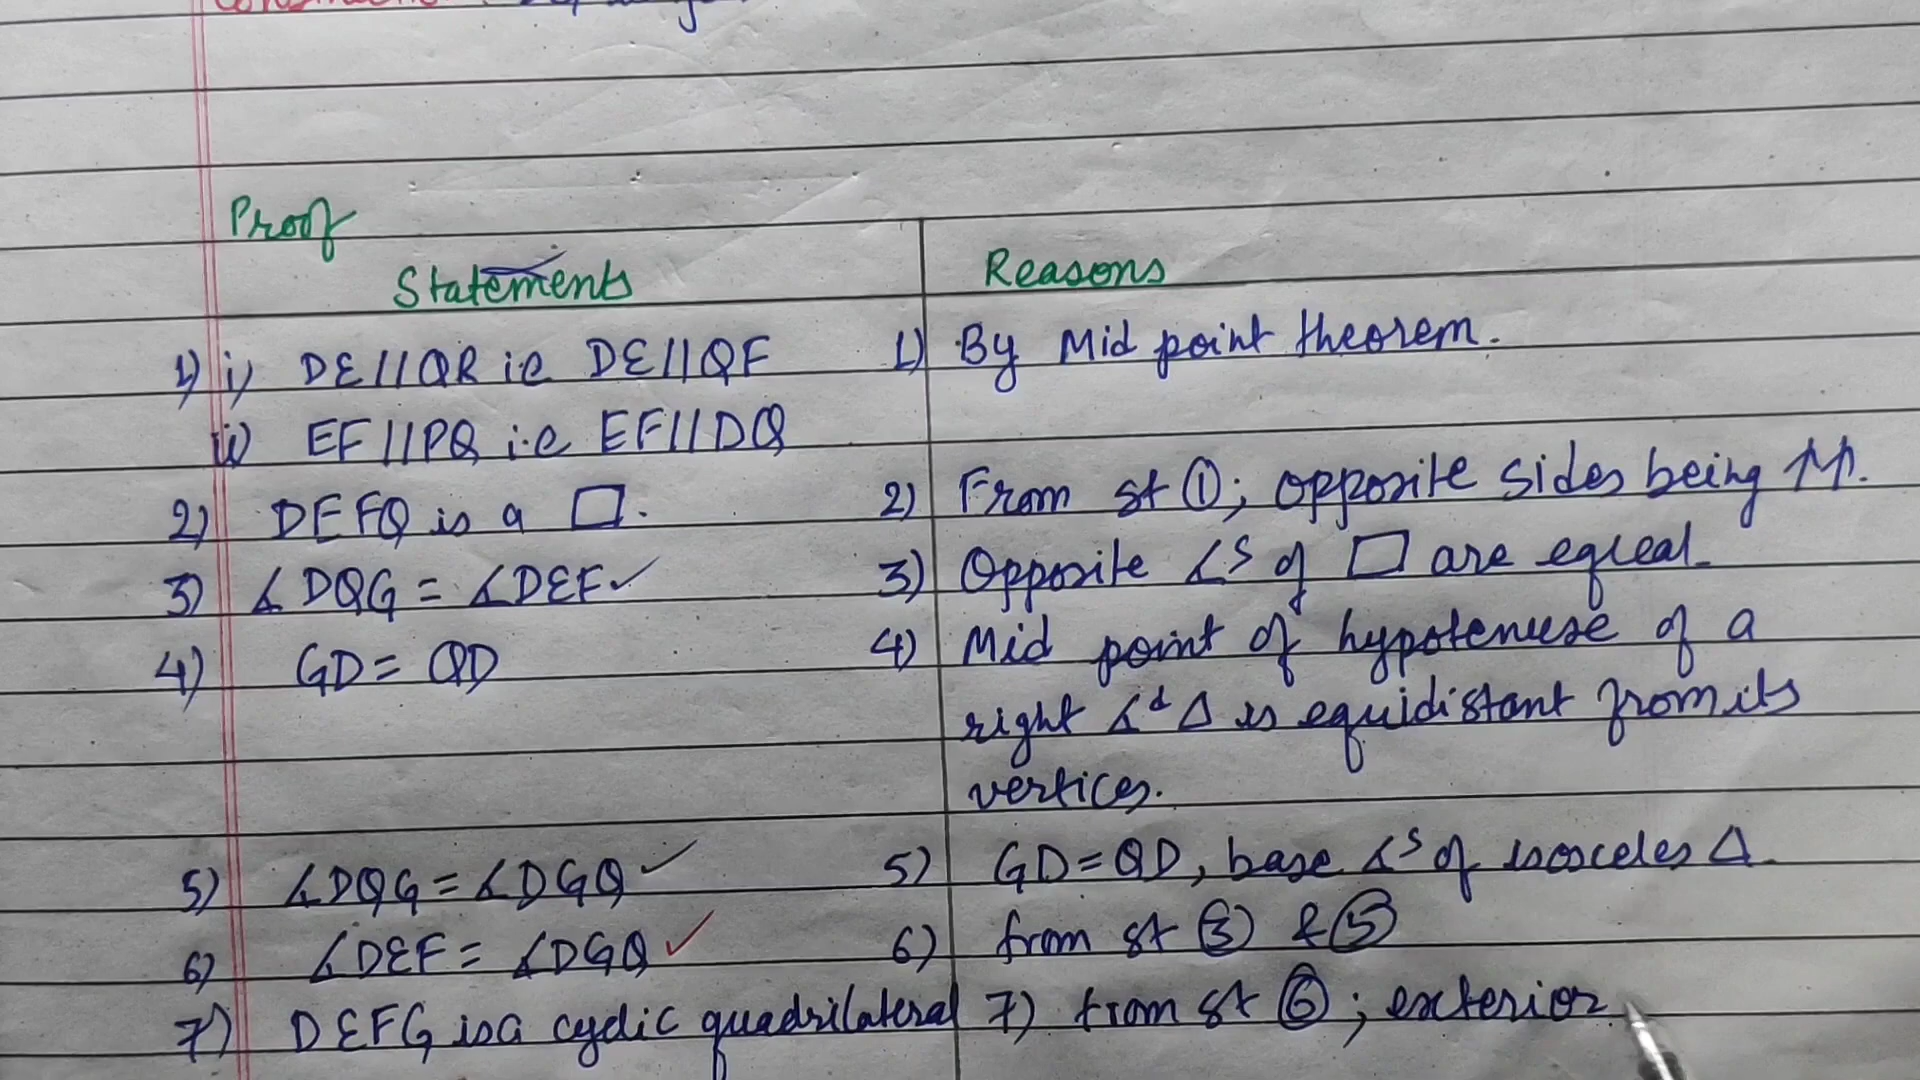 Proof
Statements Reasons
1) i) DE//QR i.e DE//QF 1) By Mid point theorem.
ii) EF//PQ i.e EF//DQ
2) DEFQ is a ▱. 2) From st ①; opposite sides being //.
3) ∠DQG = ∠DEF✓ 3) Opposite ∠s of ▱ are equal.
4) GD = QD 4) Mid point of hypotenuse of a
right ∠d Δ is equidistant from its
vertices.
5) ∠DQG = ∠DGQ ✓ 5) GD = QD, base ∠s of isosceles Δ.
6) ∠DEF = ∠DGQ ✓ 6) from st ③ & ⑤
7) DEFG is a cyclic quadrilateral 7) from st ⑥; exterior